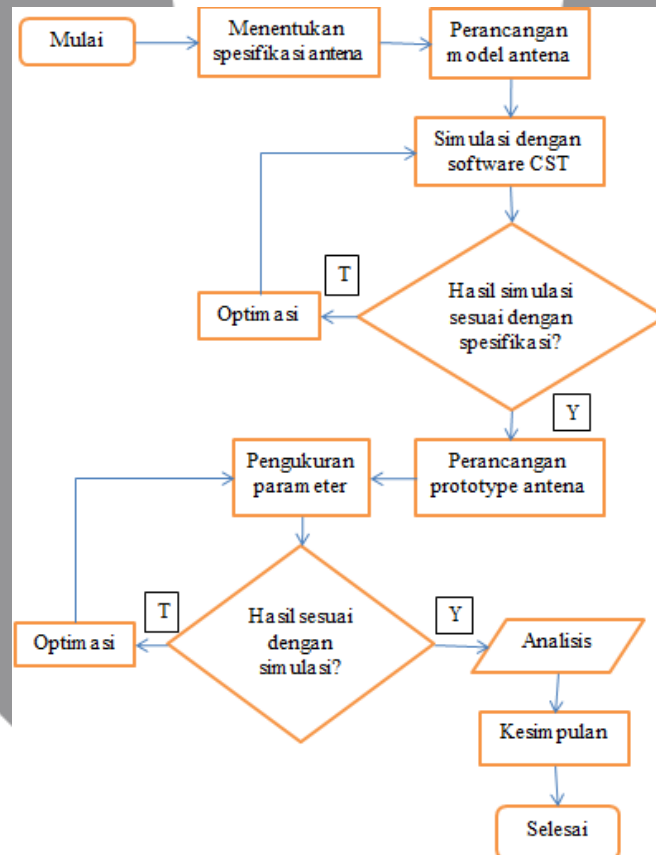 Mulai
Menentukan
spesifikasi antena
Perancangan
model antena
Simulasi dengan
software CST
T
Optimasi
Hasil simulasi
sesuai dengan
spesifikasi?
Y
Pengukuran
parameter
Perancangan
prototype antena
T
Optimasi
Hasil sesuai
dengan
simulasi?
Y
Analisis
Kesimpulan
Selesai